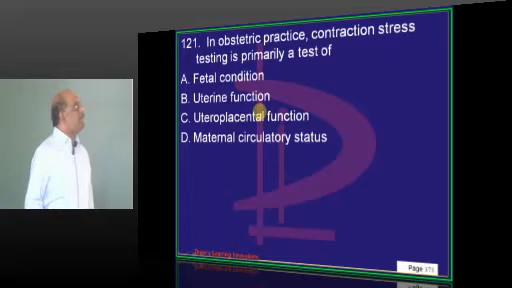 121. In obstetric practice, contraction stress
testing is primarily a test of
A. Fetal condition
B. Uterine function
C. Uteroplacental function
D. Maternal circulatory status
Page 171